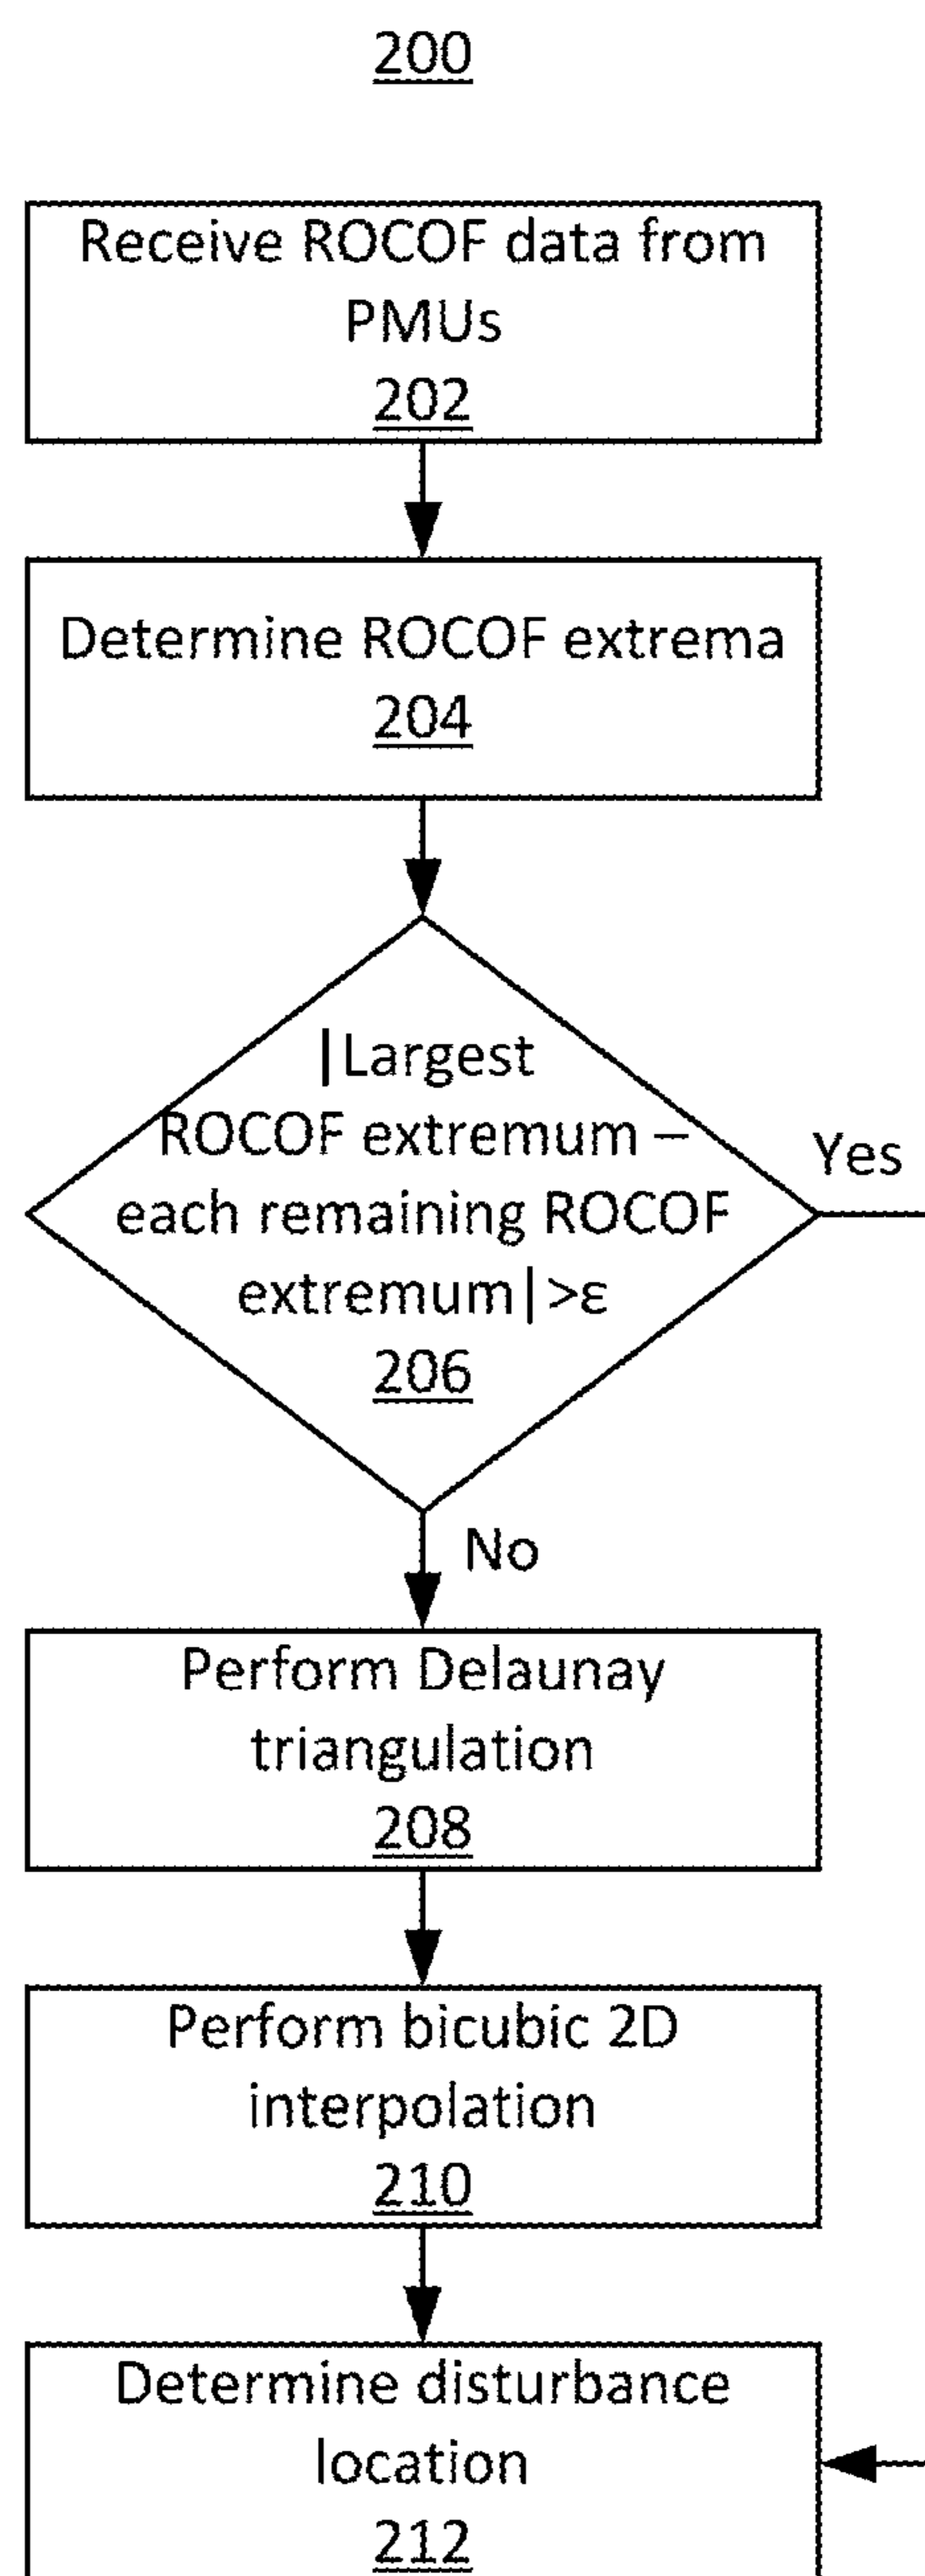 200
Receive ROCOF data from
PMUs
202
Determine ROCOF extrema
204
|Largest
ROCOF extremum –
each remaining ROCOF
extremum|>ε
206
Yes
No
Perform Delaunay
triangulation
208
Perform bicubic 2D
interpolation
210
Determine disturbance
location
212